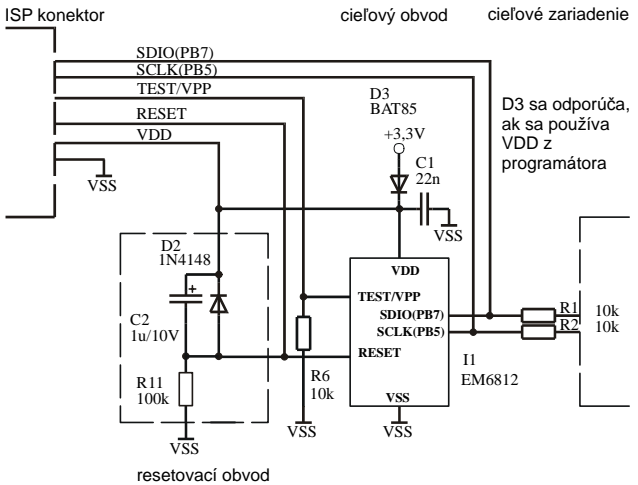 ISP konektor
cieľový obvod
cieľové zariadenie
SDIO(PB7)
SCLK(PB5)
TEST/VPP
RESET
VDD
VSS
D3
BAT85
+3,3V
C1
22n
VSS
D3 sa odporúča,
ak sa používa
VDD z
programátora
D2
1N4148
+
C2
1u/10V
R11
100k
VSS
R6
10k
VSS
VDD
TEST/VPP
SDIO(PB7)
SCLK(PB5)
RESET
VSS
VSS
I1
EM6812
R1
10k
R2
10k
resetovací obvod